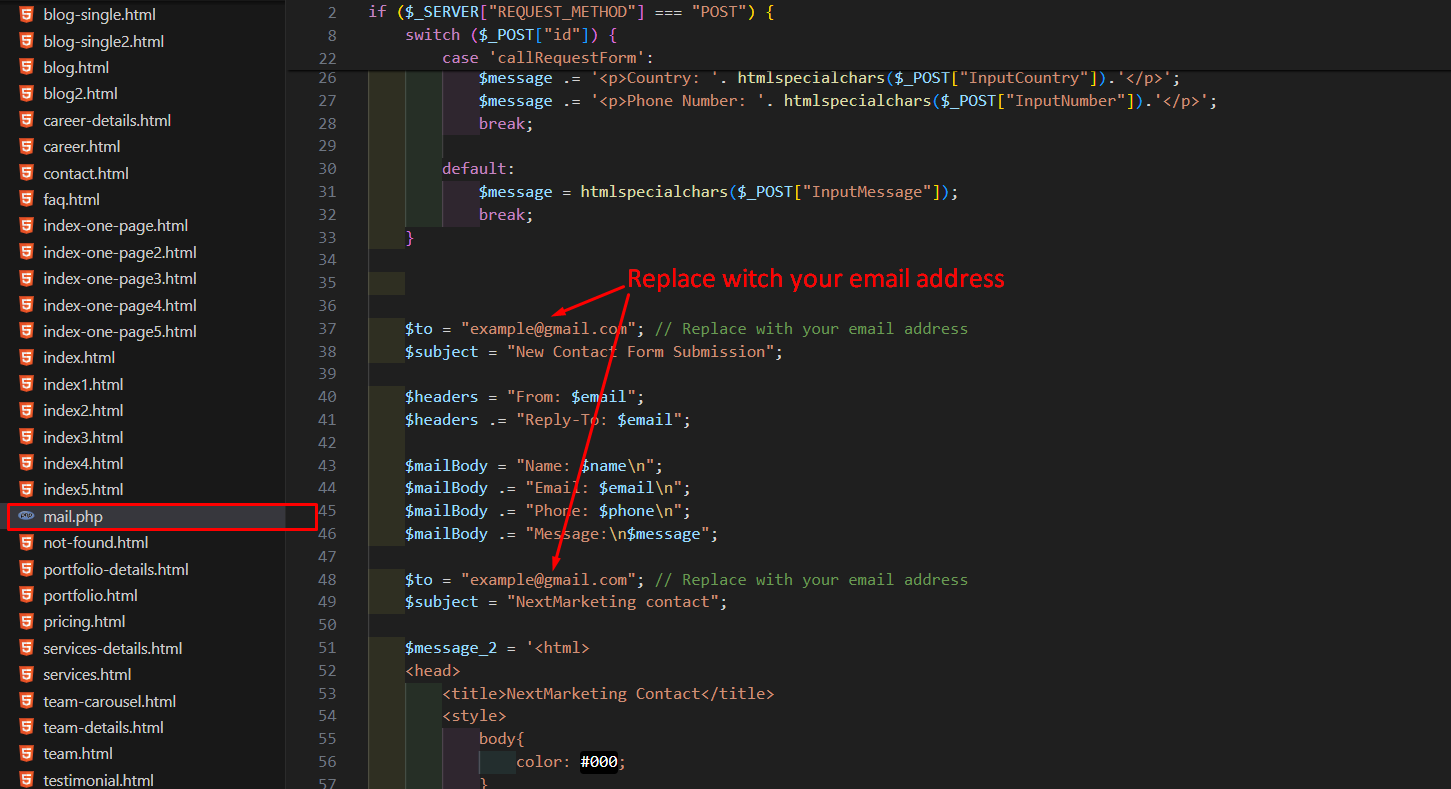 blog-single.html
blog-single2.html
blog.html
blog2.html
career-details.html
career.html
contact.html
faq.html
index-one-page.html
index-one-page2.html
index-one-page3.html
index-one-page4.html
index-one-page5.html
index.html
index1.html
index2.html
index3.html
index4.html
index5.html
mail.php
not-found.html
portfolio-details.html
portfolio.html
pricing.html
services-details.html
services.html
team-carousel.html
team-details.html
team.html
testimonial.html
2 if ($_SERVER["REQUEST_METHOD"] === "POST") {
8 switch ($_POST["id"]) {
22 case 'callRequestForm':
26 $message .= '<p>Country: '. htmlspecialchars($_POST["InputCountry"]).'</p>';
27 $message .= '<p>Phone Number: '. htmlspecialchars($_POST["InputNumber"]).'</p>';
28 break;
29
30 default:
31 $message = htmlspecialchars($_POST["InputMessage"]);
32 break;
33 }
34
Replace witch your email address
35
36
37 $to = "example@gmail.com"; // Replace with your email address
38 $subject = "New Contact Form Submission";
39
40 $headers = "From: $email";
41 $headers .= "Reply-To: $email";
42
43 $mailBody = "Name: $name\n";
44 $mailBody .= "Email: $email\n";
45 $mailBody .= "Phone: $phone\n";
46 $mailBody .= "Message:\n$message";
47
48 $to = "example@gmail.com"; // Replace with your email address
49 $subject = "NextMarketing contact";
50
51 $message_2 = '<html>
52 <head>
53 <title>NextMarketing Contact</title>
54 <style>
55 body{
56 color: #000;
57 }